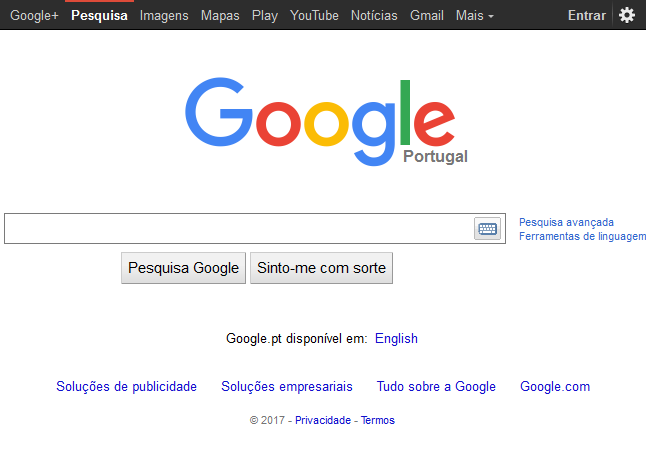 Google+ Pesquisa Imagens Mapas Play YouTube Notícias Gmail Mais Entrar
Google
Portugal
Pesquisa avançada
Ferramentas de linguagem
Pesquisa Google Sinto-me com sorte
Google.pt disponível em: English
Soluções de publicidade Soluções empresariais Tudo sobre a Google Google.com
© 2017 - Privacidade - Termos